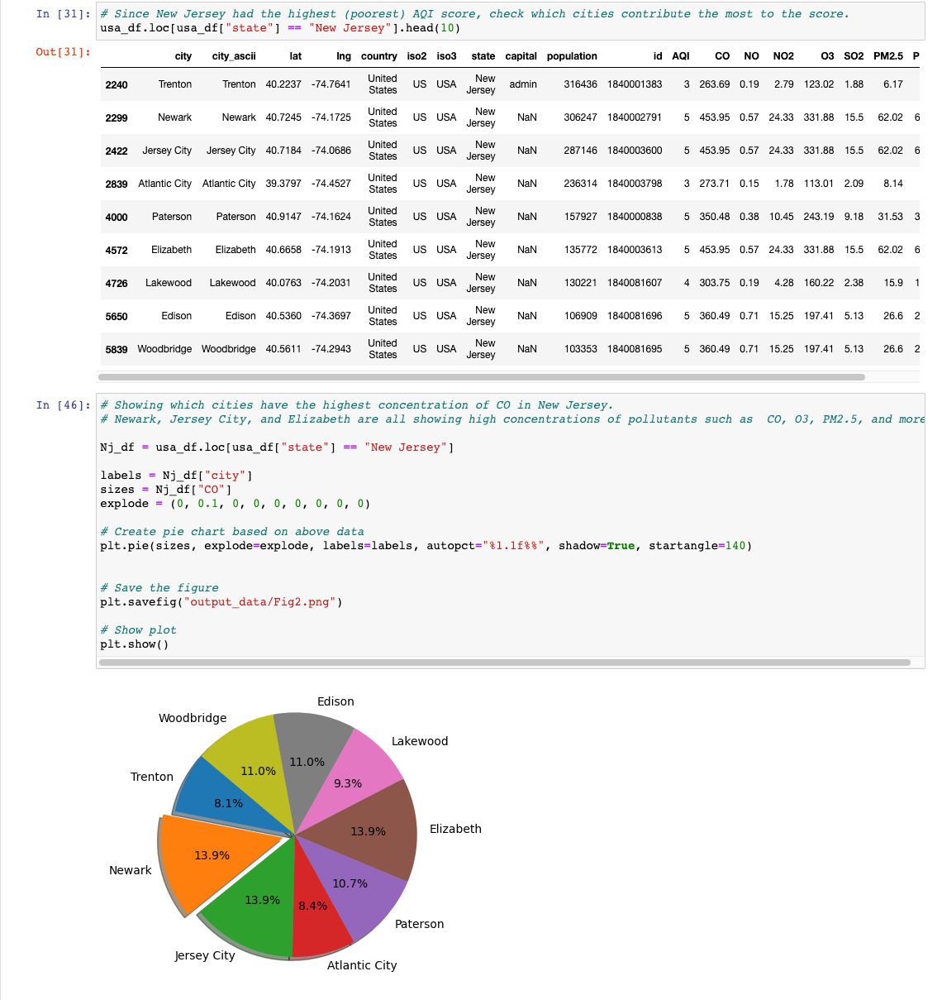 In [31]: # Since New Jersey had the highest (poorest) AQI score, check which cities contribute the most to the score.
usa_df.loc[usa_df["state"] == "New Jersey"].head(10)
Out[31]:
city city_ascii lat lng country iso2 iso3 state capital population id AQI CO NO NO2 O3 SO2 PM2.5 P
2240 Trenton Trenton 40.2237 -74.7641 United States US USA New Jersey admin 316436 1840001383 3 263.69 0.19 2.79 123.02 1.88 6.17
2299 Newark Newark 40.7245 -74.1725 United States US USA New Jersey NaN 306247 1840002791 5 453.95 0.57 24.33 331.88 15.5 62.02 6
2422 Jersey City Jersey City 40.7184 -74.0686 United States US USA New Jersey NaN 287146 1840003600 5 453.95 0.57 24.33 331.88 15.5 62.02 6
2839 Atlantic City Atlantic City 39.3797 -74.4527 United States US USA New Jersey NaN 236314 1840003798 3 273.71 0.15 1.78 113.01 2.09 8.14
4000 Paterson Paterson 40.9147 -74.1624 United States US USA New Jersey NaN 157927 1840000838 5 350.48 0.38 10.45 243.19 9.18 31.53 3
4572 Elizabeth Elizabeth 40.6658 -74.1913 United States US USA New Jersey NaN 135772 1840003613 5 453.95 0.57 24.33 331.88 15.5 62.02 6
4726 Lakewood Lakewood 40.0763 -74.2031 United States US USA New Jersey NaN 130221 1840081607 4 303.75 0.19 4.28 160.22 2.38 15.9 1
5650 Edison Edison 40.5360 -74.3697 United States US USA New Jersey NaN 106909 1840081696 5 360.49 0.71 15.25 197.41 5.13 26.6 2
5839 Woodbridge Woodbridge 40.5611 -74.2943 United States US USA New Jersey NaN 103353 1840081695 5 360.49 0.71 15.25 197.41 5.13 26.6 2
In [46]: # Showing which cities have the highest concentration of CO in New Jersey.
# Newark, Jersey City, and Elizabeth are all showing high concentrations of pollutants such as  CO, O3, PM2.5, and more
Nj_df = usa_df.loc[usa_df["state"] == "New Jersey"]
labels = Nj_df["city"]
sizes = Nj_df["CO"]
explode = (0, 0.1, 0, 0, 0, 0, 0, 0, 0)
# Create pie chart based on above data
plt.pie(sizes, explode=explode, labels=labels, autopct="%1.1f%%", shadow=True, startangle=140)
# Save the figure
plt.savefig("output_data/Fig2.png")
# Show plot
plt.show()
Edison
Woodbridge
Lakewood
11.0%
11.0%
Trenton
9.3%
8.1%
Elizabeth
13.9%
13.9%
Newark
10.7%
13.9%
8.4%
Paterson
Jersey City
Atlantic City